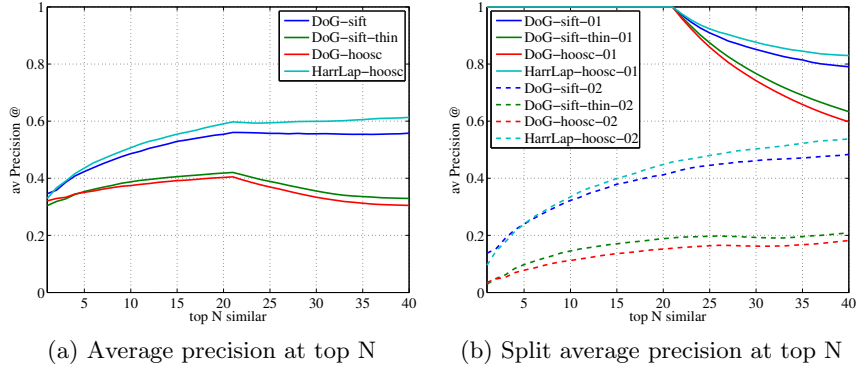 1
0.8
0.6
0.4
0.2
0
5 10 15 20 25 30 35 40
av Precision @
top N similar
DoG−sift
DoG−sift−thin
DoG−hoosc
HarrLap−hoosc
(a) Average precision at top N
1
0.8
0.6
0.4
0.2
0
5 10 15 20 25 30 35 40
av Precision @
top N similar
DoG−sift−01
DoG−sift−thin−01
DoG−hoosc−01
HarrLap−hoosc−01
DoG−sift−02
DoG−sift−thin−02
DoG−hoosc−02
HarrLap−hoosc−02
(b) Split average precision at top N